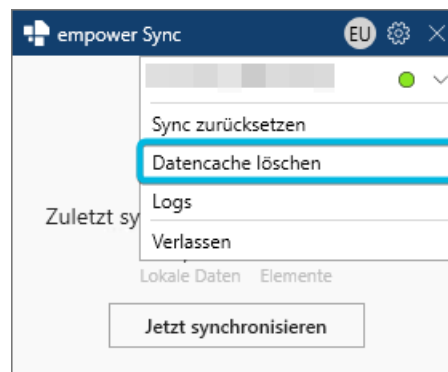 empower Sync EU
Sync zurücksetzen
Datencache löschen
Logs
Zuletzt sy
Verlassen
Lokale Daten Elemente
Jetzt synchronisieren